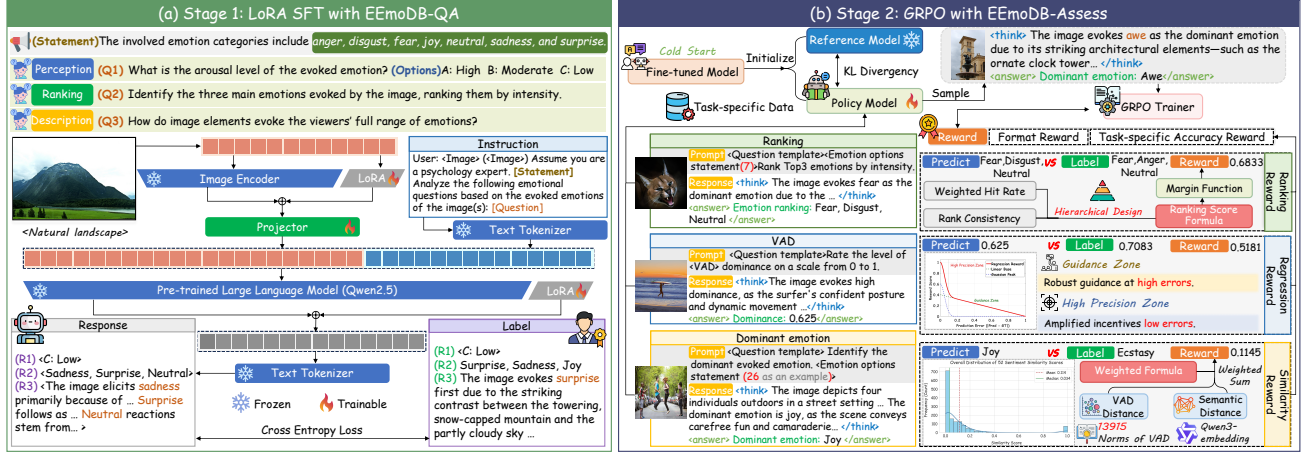 (a) Stage 1: LoRA SFT with EEmoDB-QA
(Statement)The involved emotion categories include anger, disgust, fear, joy, neutral, sadness, and surprise.
Perception (Q1) What is the arousal level of the evoked emotion? (Options)A: High B: Moderate C: Low
Ranking (Q2) Identify the three main emotions evoked by the image, ranking them by intensity.
Description (Q3) How do image elements evoke the viewers' full range of emotions?
<Natural landscape>
Image Encoder
LoRA
Projector
Instruction
User: <Image> (<Image>) Assume you are
a psychology expert. [Statement]
Analyze the following emotional
questions based on the evoked emotions
of the image(s): [Question]
Text Tokenizer
Pre-trained Large Language Model (Qwen2.5)
LoRA
Response
(R1) <C: Low>
(R2) <Sadness, Surprise, Neutral>
(R3) <The image elicits sadness
primarily because of ... Surprise
follows as ... Neutral reactions
stem from... >
Text Tokenizer
Frozen
Trainable
Cross Entropy Loss
Label
(R1) <C: Low>
(R2) Surprise, Sadness, Joy
(R3) The image evokes surprise
first due to the striking
contrast between the towering,
snow-capped mountain and the
partly cloudy sky ...
(b) Stage 2: GRPO with EEmoDB-Assess
Cold Start
Fine-tuned Model
Initialize
Reference Model
KL Divergency
Policy Model
Task-specific Data
Sample
<think> The image evokes awe as the dominant emotion
due to its striking architectural elements—such as the
ornate clock tower... </think>
<answer> Dominant emotion: Awe</answer>
GRPO Trainer
Reward
Format Reward
Task-specific Accuracy Reward
Ranking
Prompt <Question template><Emotion options
statement(7)>Rank Top3 emotions by intensity.
Response <think> The image evokes fear as the
dominant emotion due to the ... </think>
<answer> Emotion ranking: Fear, Disgust,
Neutral </answer>
VAD
Prompt <Question template>Rate the level of
<VAD> dominance on a scale from 0 to 1.
Response <think>The image evokes high
dominance, as the surfer's confident posture
and dynamic movement ...</think>
<answer> Dominance: 0.625</answer>
Dominant emotion
Prompt <Question template> Identify the
dominant evoked emotion. <Emotion options
statement (26 as an example)>
Response <think> The image depicts four
individuals outdoors in a street setting ... The
dominant emotion is joy, as the scene conveys
carefree fun and camaraderie... </think>
<answer> Dominant emotion: Joy </answer>
Predict Fear,Disgust, Neutral VS Label Fear,Anger, Neutral Reward 0.6833
Weighted Hit Rate
Rank Consistency
Hierarchical Design
Margin Function
Ranking Score Formula
Ranking Reward
Predict 0.625 VS Label 0.7083 Reward 0.5181
High Precision Zone
Regression Reward
Linear Base
Gaussian Peak
Guidance Zone
Prediction Error (|Pred - GT|)
Reward Score
Guidance Zone
Robust guidance at high errors.
High Precision Zone
Amplified incentives low errors.
Regression Reward
Predict Joy VS Label Ecstasy Reward 0.1145
Similarity Score
Weighted Formula
Weighted Sum
VAD Distance
Semantic Distance
13915
Norms of VAD
Qwen3-embedding
Similarity Reward